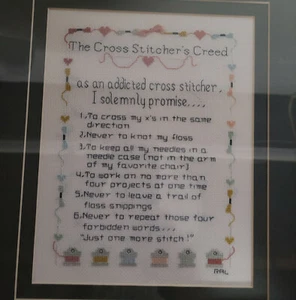 The Cross Stitcher's Creed
as an addicted cross stitcher,
I solemnly promise....
1. To cross my x's in the same
direction
2. Never to knot my floss
3. To keep all my needles in a
needle case (not in the arm
of my favorite chair)
4. To work on no more than
four projects at one time
5. Never to leave a trail of
floss snippings
6. Never to repeat those four
forbidden words...
"Just one more stitch!"